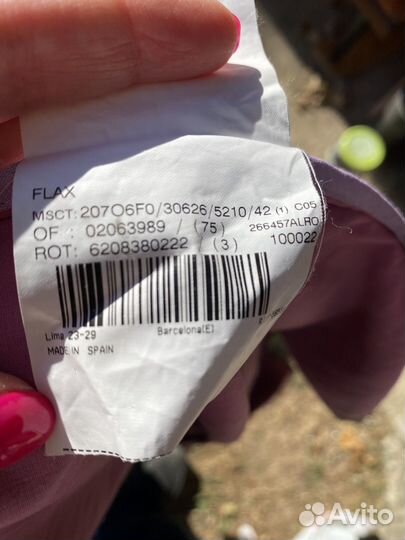 FLAX
MSCT: 207O6F0/30626/5210/42 (1) C05
OF : 02063989 / (75) 266457ALRO
ROT: 6208380222 / (3) 100022
Lima 23-29 Barcelona(E)
MADE IN SPAIN
Avito